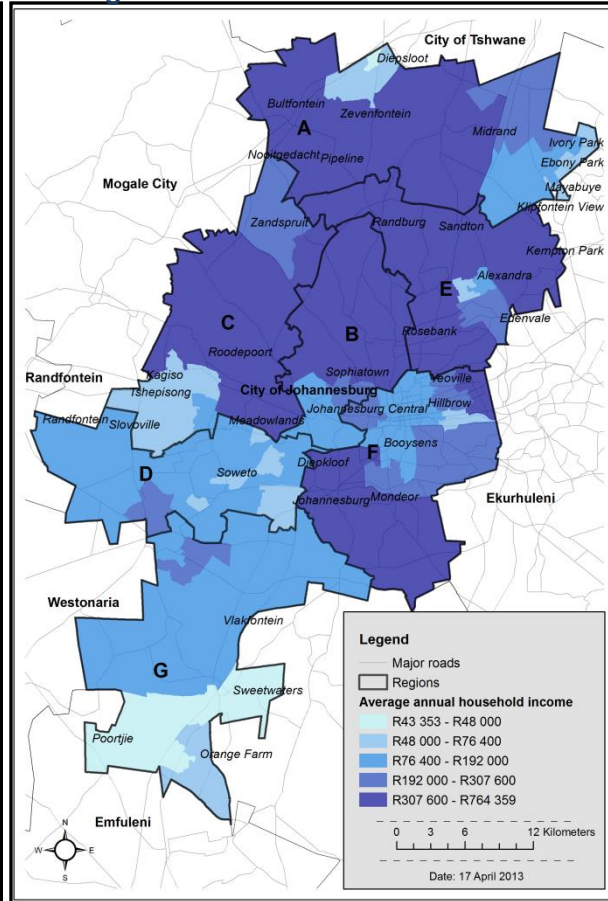 City of Tshwane
Diepsloot
Bultfontein
Zevenfontein
A
Midrand
Ivory Park
Nooitgedacht
Pipeline
Ebony Park
Mogale City
Mayabuye
Klipfontein View
Zandspruit
Randburg
Sandton
Kempton Park
Alexandra
E
C
B
Edenvale
Rosebank
Roodepoort
Randfontein
Kagiso
Sophiatown
Yeoville
Tshepisong
City of Johannesburg
Hillbrow
Randfontein
Slovoville
Meadowlands
Johannesburg Central
Booysens
D
Soweto
Diepkloof
F
Johannesburg
Mondeor
Ekurhuleni
Westonaria
Vlakfontein
G
Sweetwaters
Poortjie
Orange Farm
Emfuleni
N
W
E
S
Legend
Major roads
Regions
Average annual household income
R43 353 - R48 000
R48 000 - R76 400
R76 400 - R192 000
R192 000 - R307 600
R307 600 - R764 359
0 3 6 12 Kilometers
Date: 17 April 2013